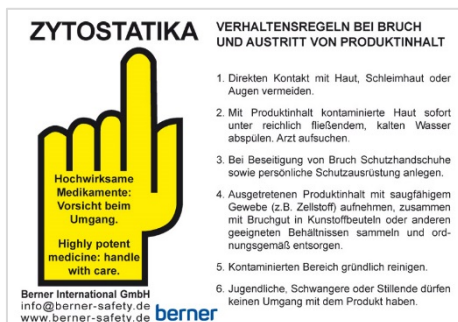 ZYTOSTATIKA
Hochwirksame
Medikamente:
Vorsicht beim
Umgang.
Highly potent
medicine: handle
with care.
Berner International GmbH
info@berner-safety.de
www.berner-safety.de
berner
VERHALTENSREGELN BEI BRUCH
UND AUSTRITT VON PRODUKTINHALT
1. Direkten Kontakt mit Haut, Schleimhaut oder
Augen vermeiden.
2. Mit Produktinhalt kontaminierte Haut sofort
unter reichlich fließendem, kalten Wasser
abspülen. Arzt aufsuchen.
3. Bei Beseitigung von Bruch Schutzhandschuhe
sowie persönliche Schutzausrüstung anlegen.
4. Ausgetretenen Produktinhalt mit saugfähigem
Gewebe (z.B. Zellstoff) aufnehmen, zusammen
mit Bruchgut in Kunststoffbeuteln oder anderen
geeigneten Behältnissen sammeln und ord-
nungsgemäß entsorgen.
5. Kontaminierten Bereich gründlich reinigen.
6. Jugendliche, Schwangere oder Stillende dürfen
keinen Umgang mit dem Produkt haben.